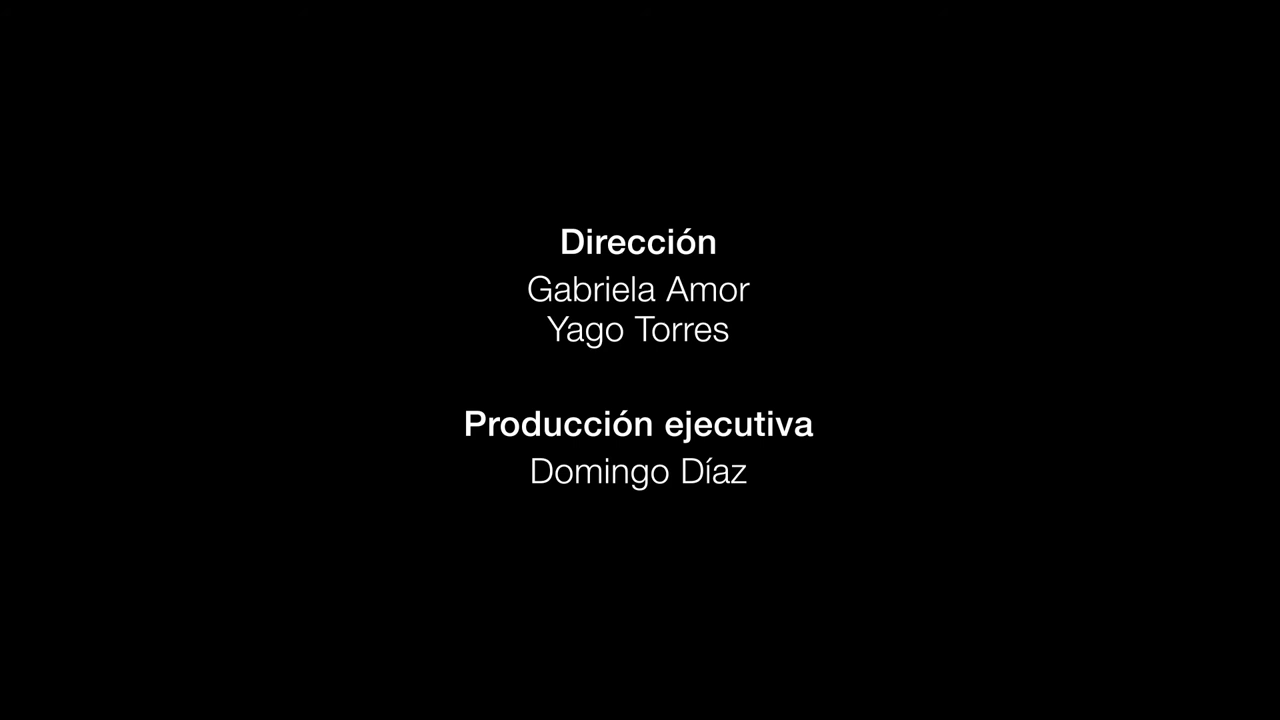 Dirección
Gabriela Amor
Yago Torres
Producción ejecutiva
Domingo Díaz